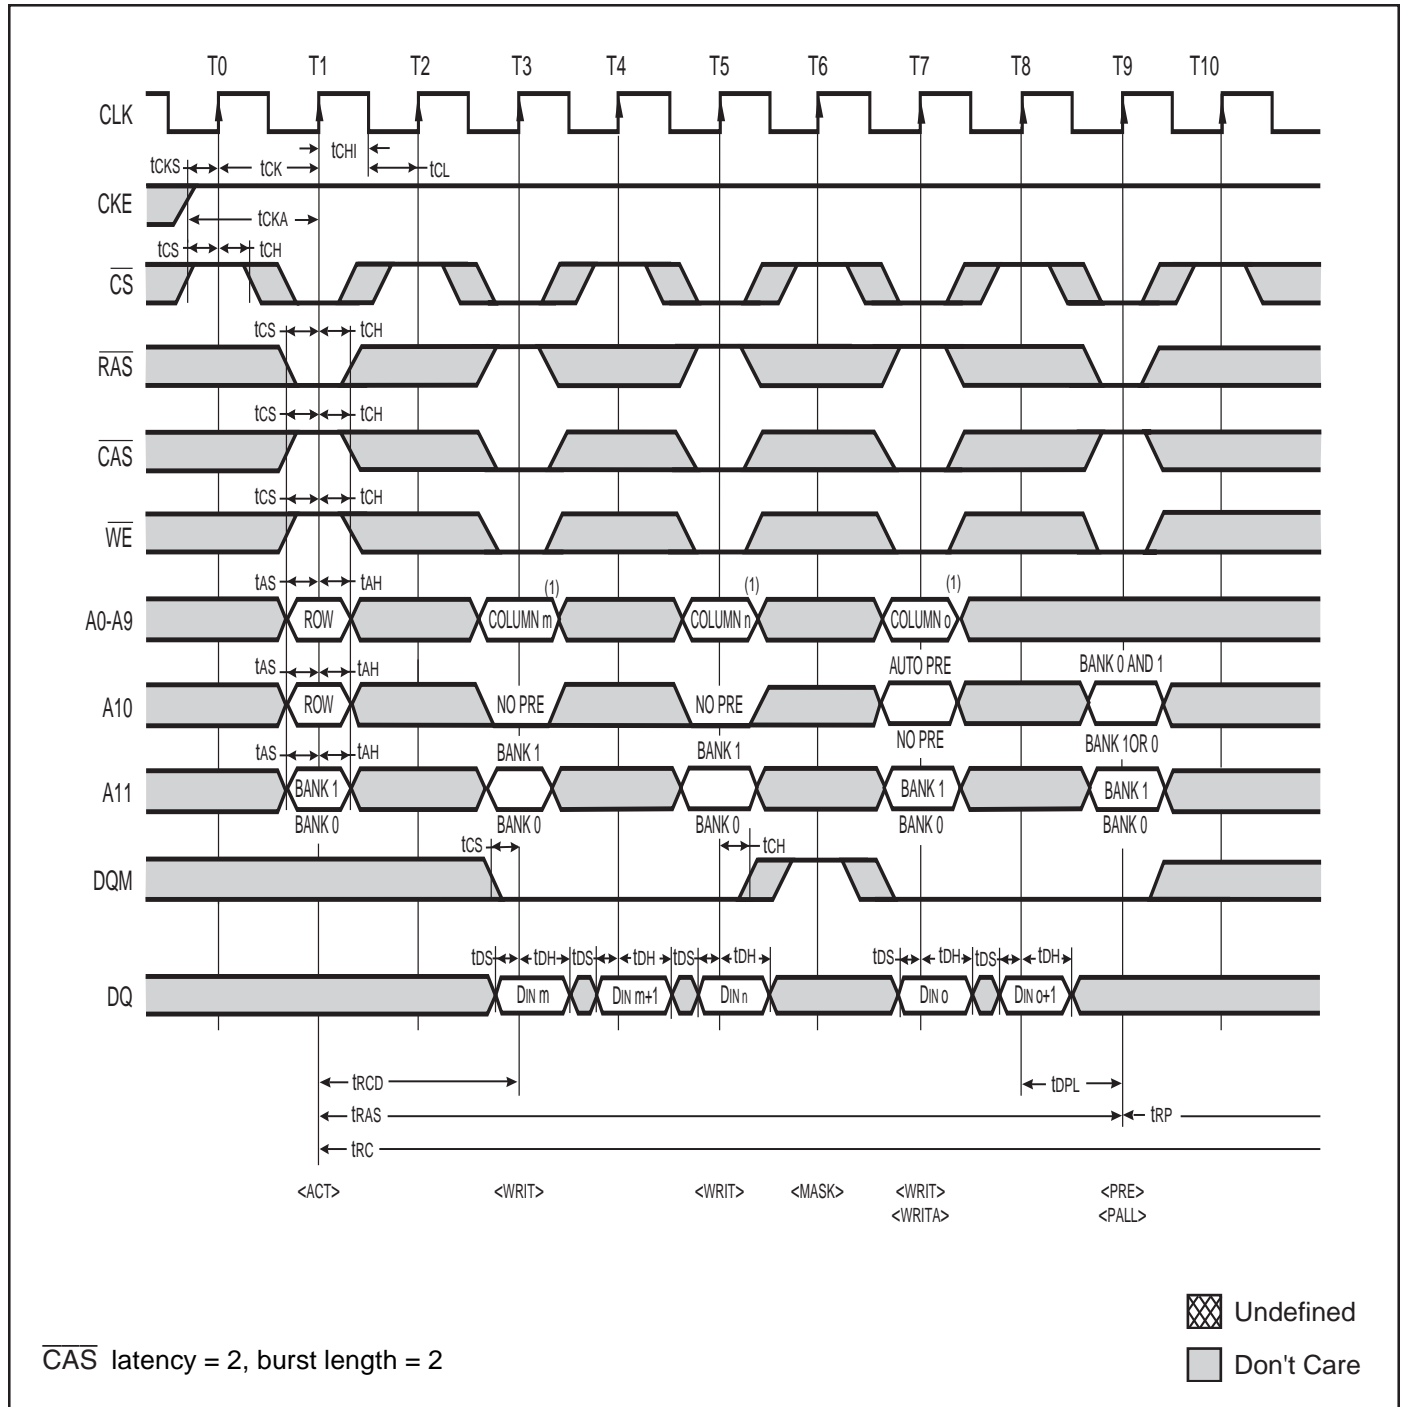 T0 T1 T2 T3 T4 T5 T6 T7 T8 T9 T10
CLK
tCHI
tCKS tCK tCL
CKE
tCKA
tCS tCH
CS
tCS tCH
RAS
tCS tCH
CAS
tCS tCH
WE
tAS tAH (1) (1) (1)
A0-A9 ROW COLUMN m COLUMN n COLUMN o
tAS tAH AUTO PRE BANK 0 AND 1
A10 ROW NO PRE NO PRE
NO PRE BANK 1OR 0
tAS tAH BANK 1 BANK 1
A11 BANK 1 BANK 1 BANK 1
BANK 0 BANK 0 BANK 0 BANK 0 BANK 0
tCS tCH
DQM
tDS tDH tDS tDH tDS tDH tDS tDH tDS tDH
DQ DIN m DIN m+1 DIN n DIN o DIN o+1
tRCD tDPL
tRAS tRP
tRC
<ACT> <WRIT> <WRIT> <MASK> <WRIT> <PRE>
<WRITA> <PALL>
Undefined
CAS latency = 2, burst length = 2 Don't Care